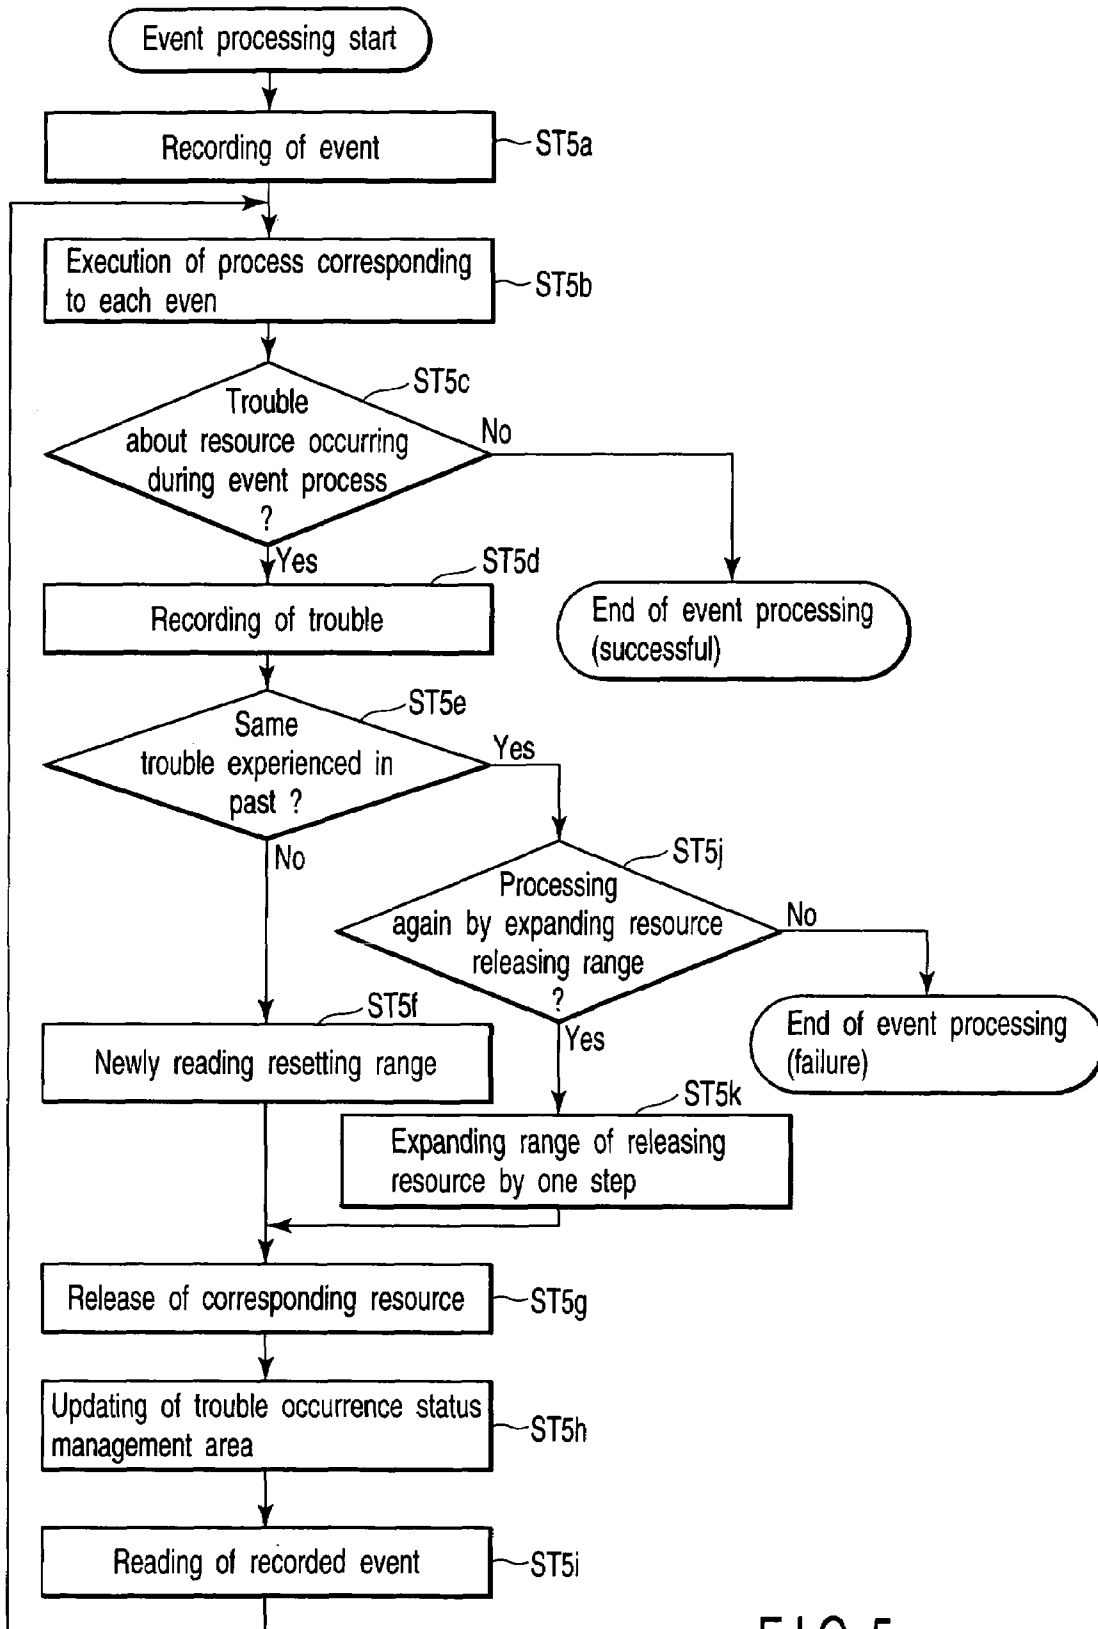 Event processing start
Recording of event
ST5a
Execution of process corresponding
to each even
ST5b
ST5c
Trouble
about resource occurring
during event process
?
No
Yes
ST5d
Recording of trouble
End of event processing
(successful)
ST5e
Same
trouble experienced in
past ?
Yes
No
ST5j
Processing
again by expanding resource
releasing range
?
No
Yes
End of event processing
(failure)
ST5f
Newly reading resetting range
ST5k
Expanding range of releasing
resource by one step
Release of corresponding resource
ST5g
Updating of trouble occurrence status
management area
ST5h
Reading of recorded event
ST5i
FIG. 5